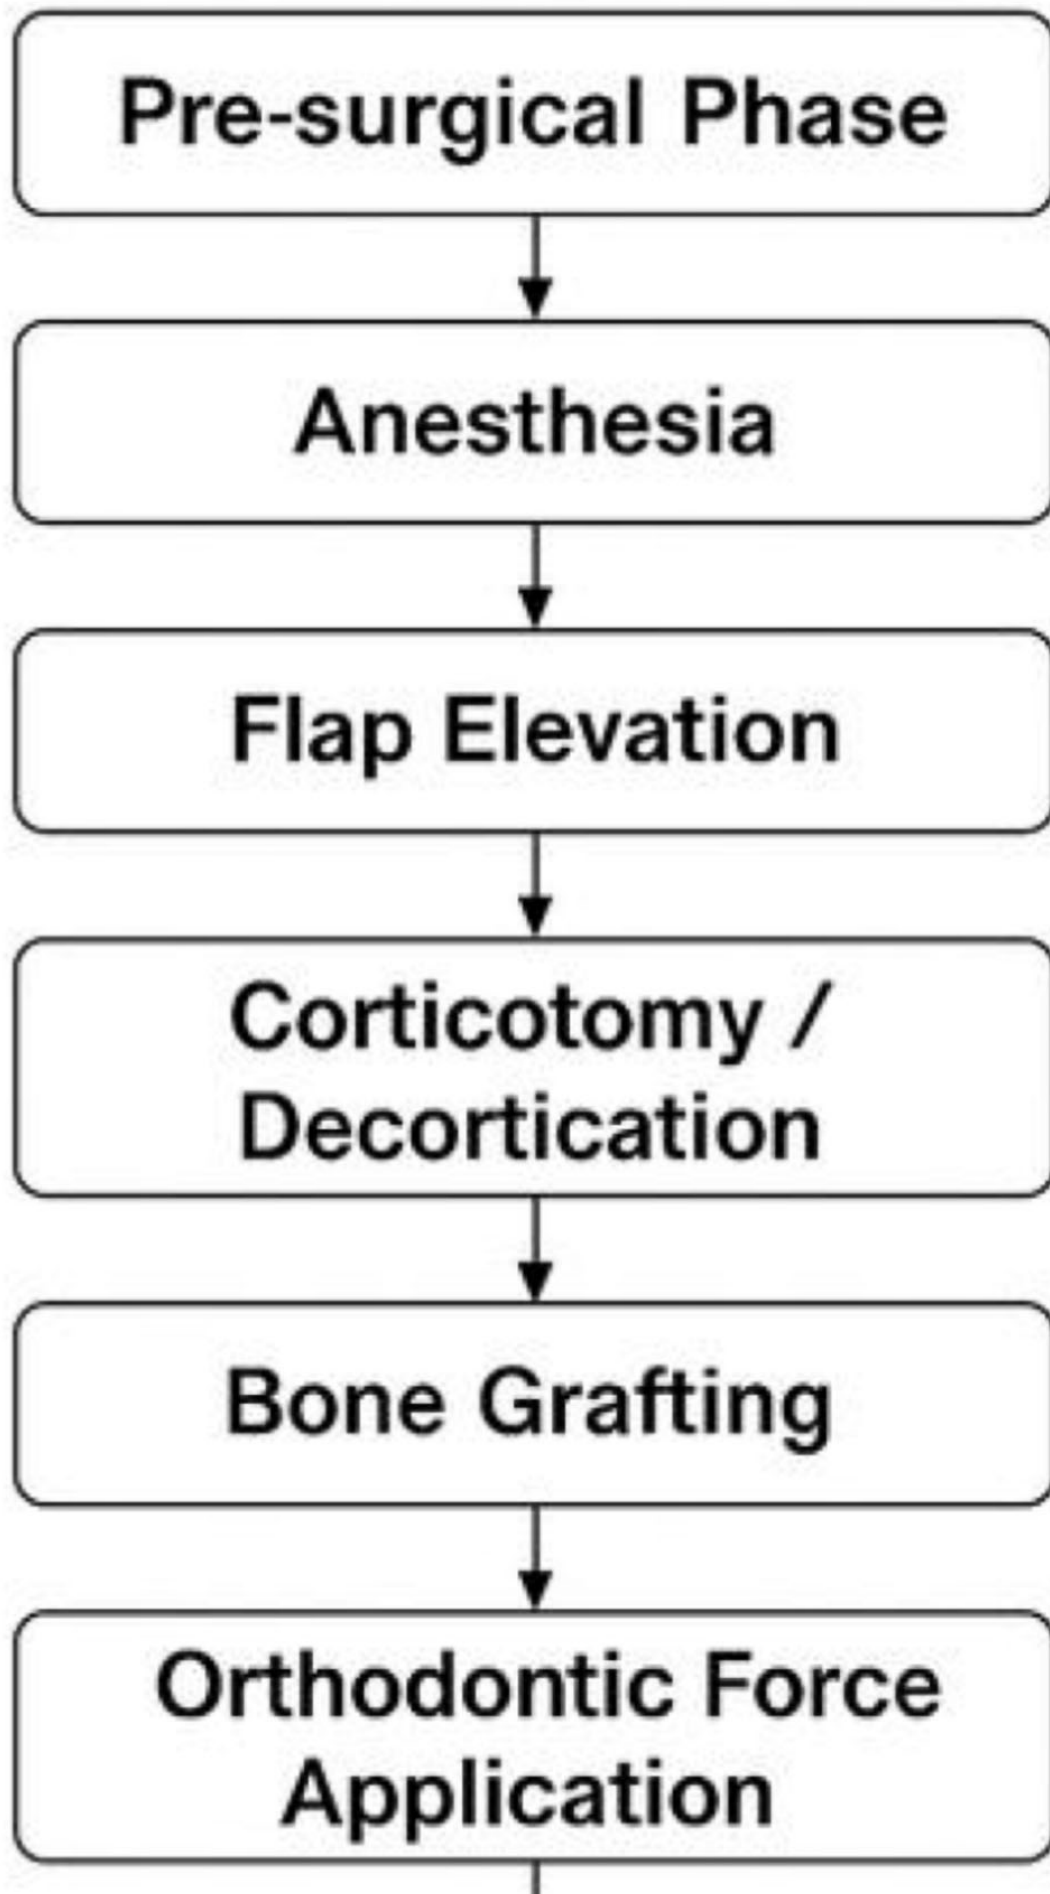 Pre-surgical Phase
Anesthesia
Flap Elevation
Corticotomy /
Decortication
Bone Grafting
Orthodontic Force
Application